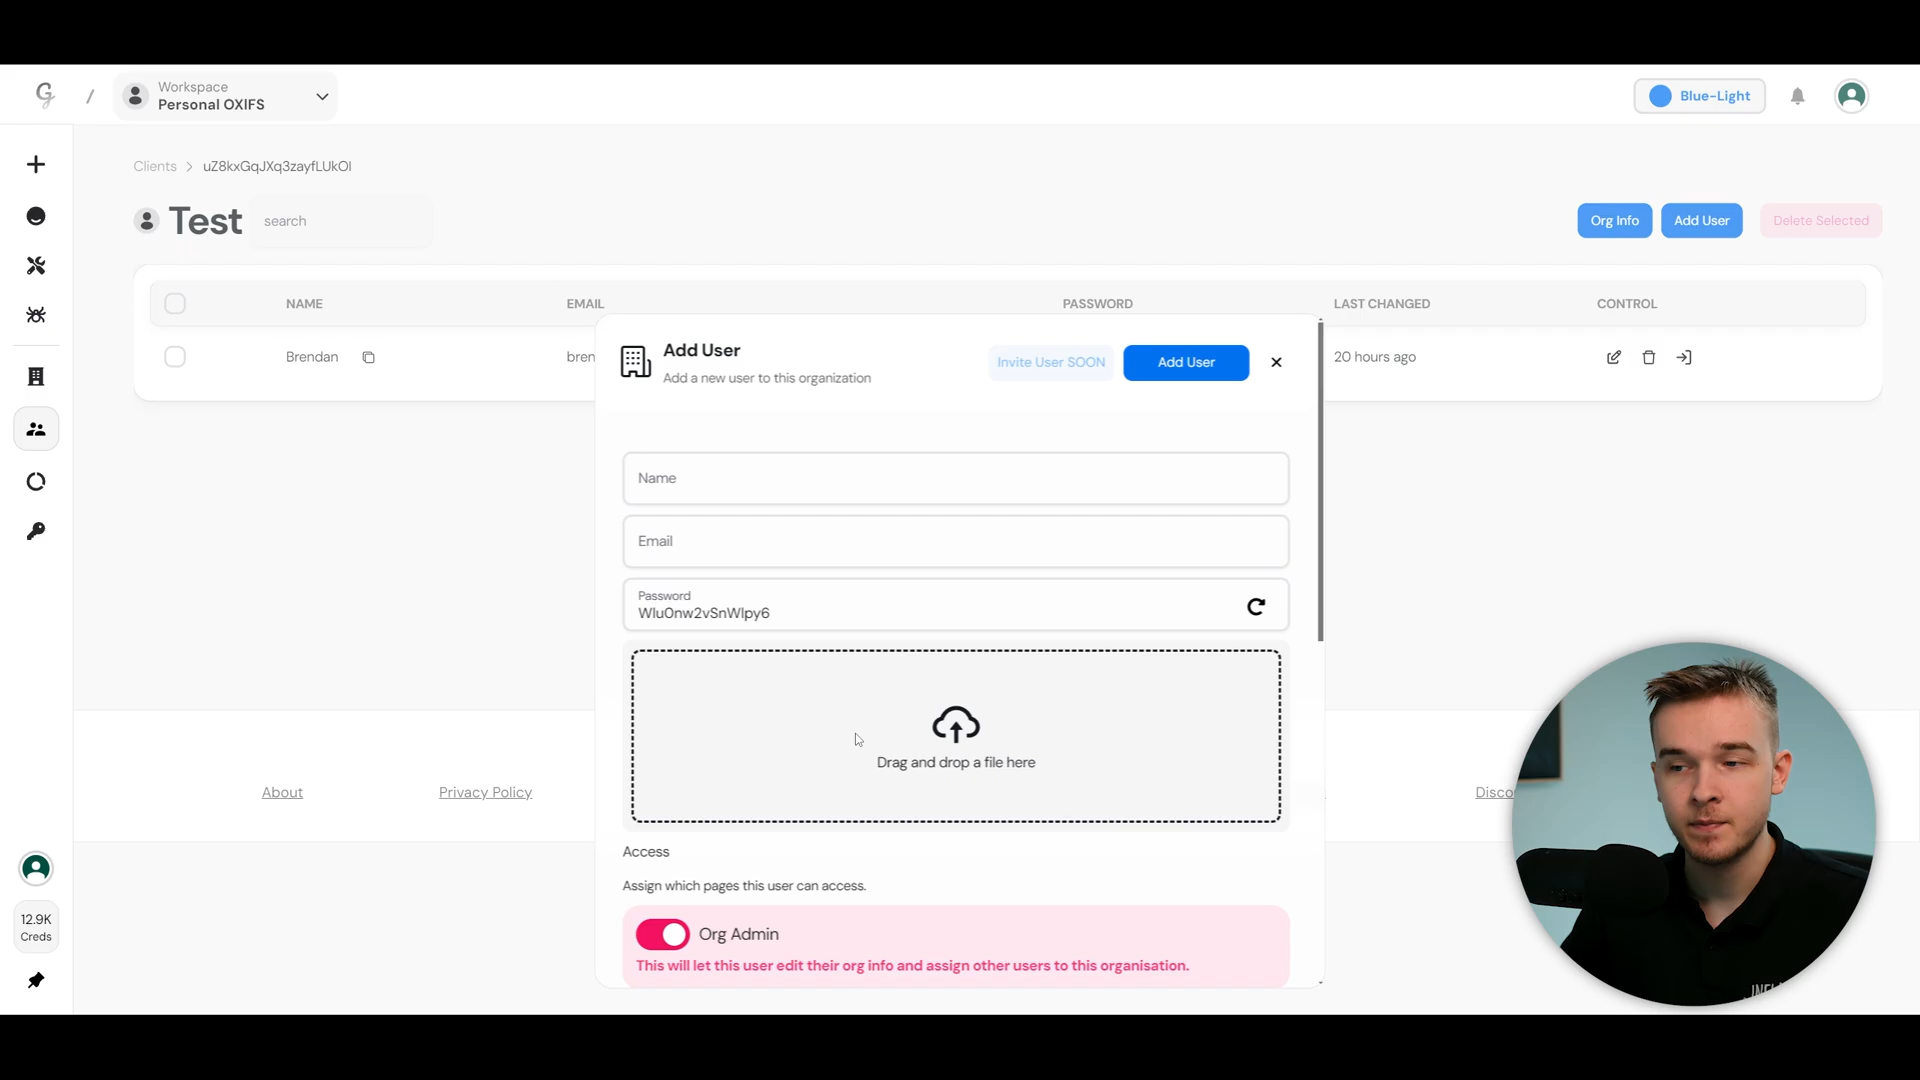 Workspace
Personal OXIFS
Blue-Light
Clients > uZ8kxGqJXq3zayfLUkOl
Test
search
Org Info
Add User
Delete Selected
NAME
EMAIL
PASSWORD
LAST CHANGED
CONTROL
Brendan
bren
20 hours ago
Add User
Add a new user to this organization
Invite User SOON
Add User
Name
Email
Password
Wlu0nw2vSnWlpy6
Drag and drop a file here
Access
Assign which pages this user can access.
Org Admin
This will let this user edit their org info and assign other users to this organisation.
About
Privacy Policy
Disco
12.9K
Creds